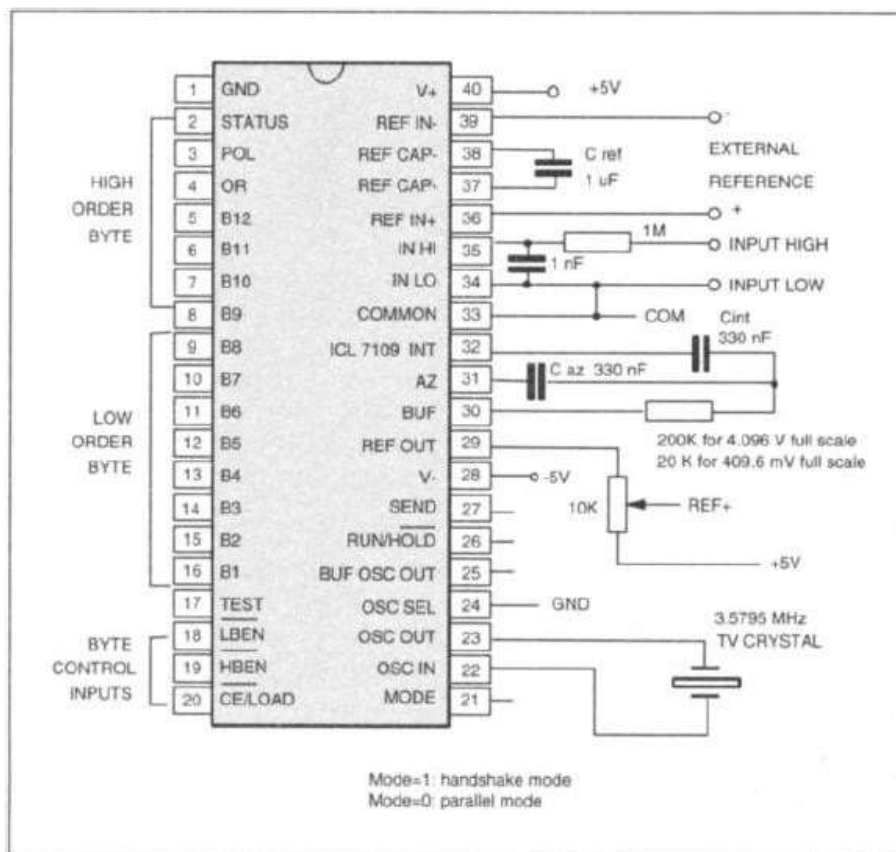 1 GND V+ 40 +5V
2 STATUS REF IN- 39 -
3 POL REF CAP- 38 C ref EXTERNAL
1 uF REFERENCE
4 OR REF CAP- 37
HIGH
ORDER
BYTE
5 B12 REF IN+ 36 +
6 B11 IN HI 35 1M INPUT HIGH
1 nF
7 B10 IN LO 34 INPUT LOW
8 B9 COMMON 33 COM
Cint
330 nF
9 B8 ICL 7109 INT 32
10 B7 AZ 31 C az 330 nF
11 B6 BUF 30
200K for 4.096 V full scale
20 K for 409.6 mV full scale
LOW
ORDER
BYTE
12 B5 REF OUT 29
13 B4 V- 28 -5V
14 B3 SEND 27
10K REF+
15 B2 RUN/HOLD 26
16 B1 BUF OSC OUT 25 +5V
17 TEST OSC SEL 24 GND
3.5795 MHz
TV CRYSTAL
18 LBEN OSC OUT 23
BYTE
CONTROL
INPUTS
19 HBEN OSC IN 22
20 CE/LOAD MODE 21
Mode=1: handshake mode
Mode=0: parallel mode